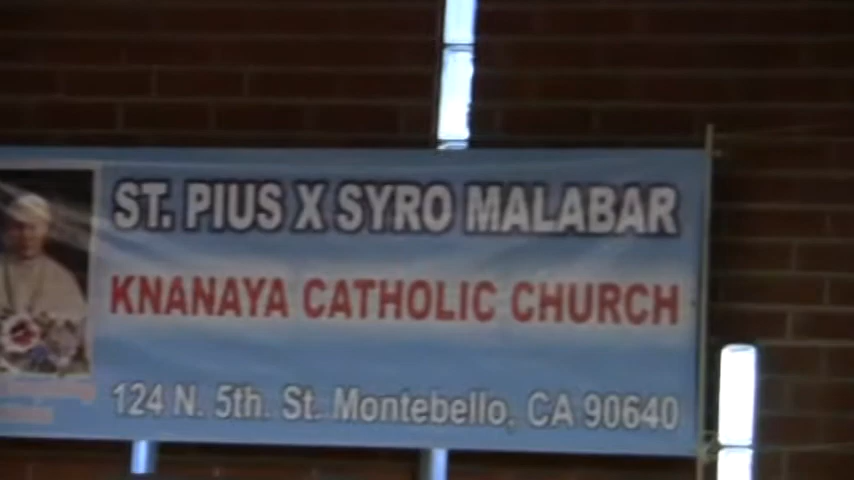 ST. PIUS X SYRO MALABAR
KNANAYA CATHOLIC CHURCH
124 N. 5th. St. Montebello, CA 90640